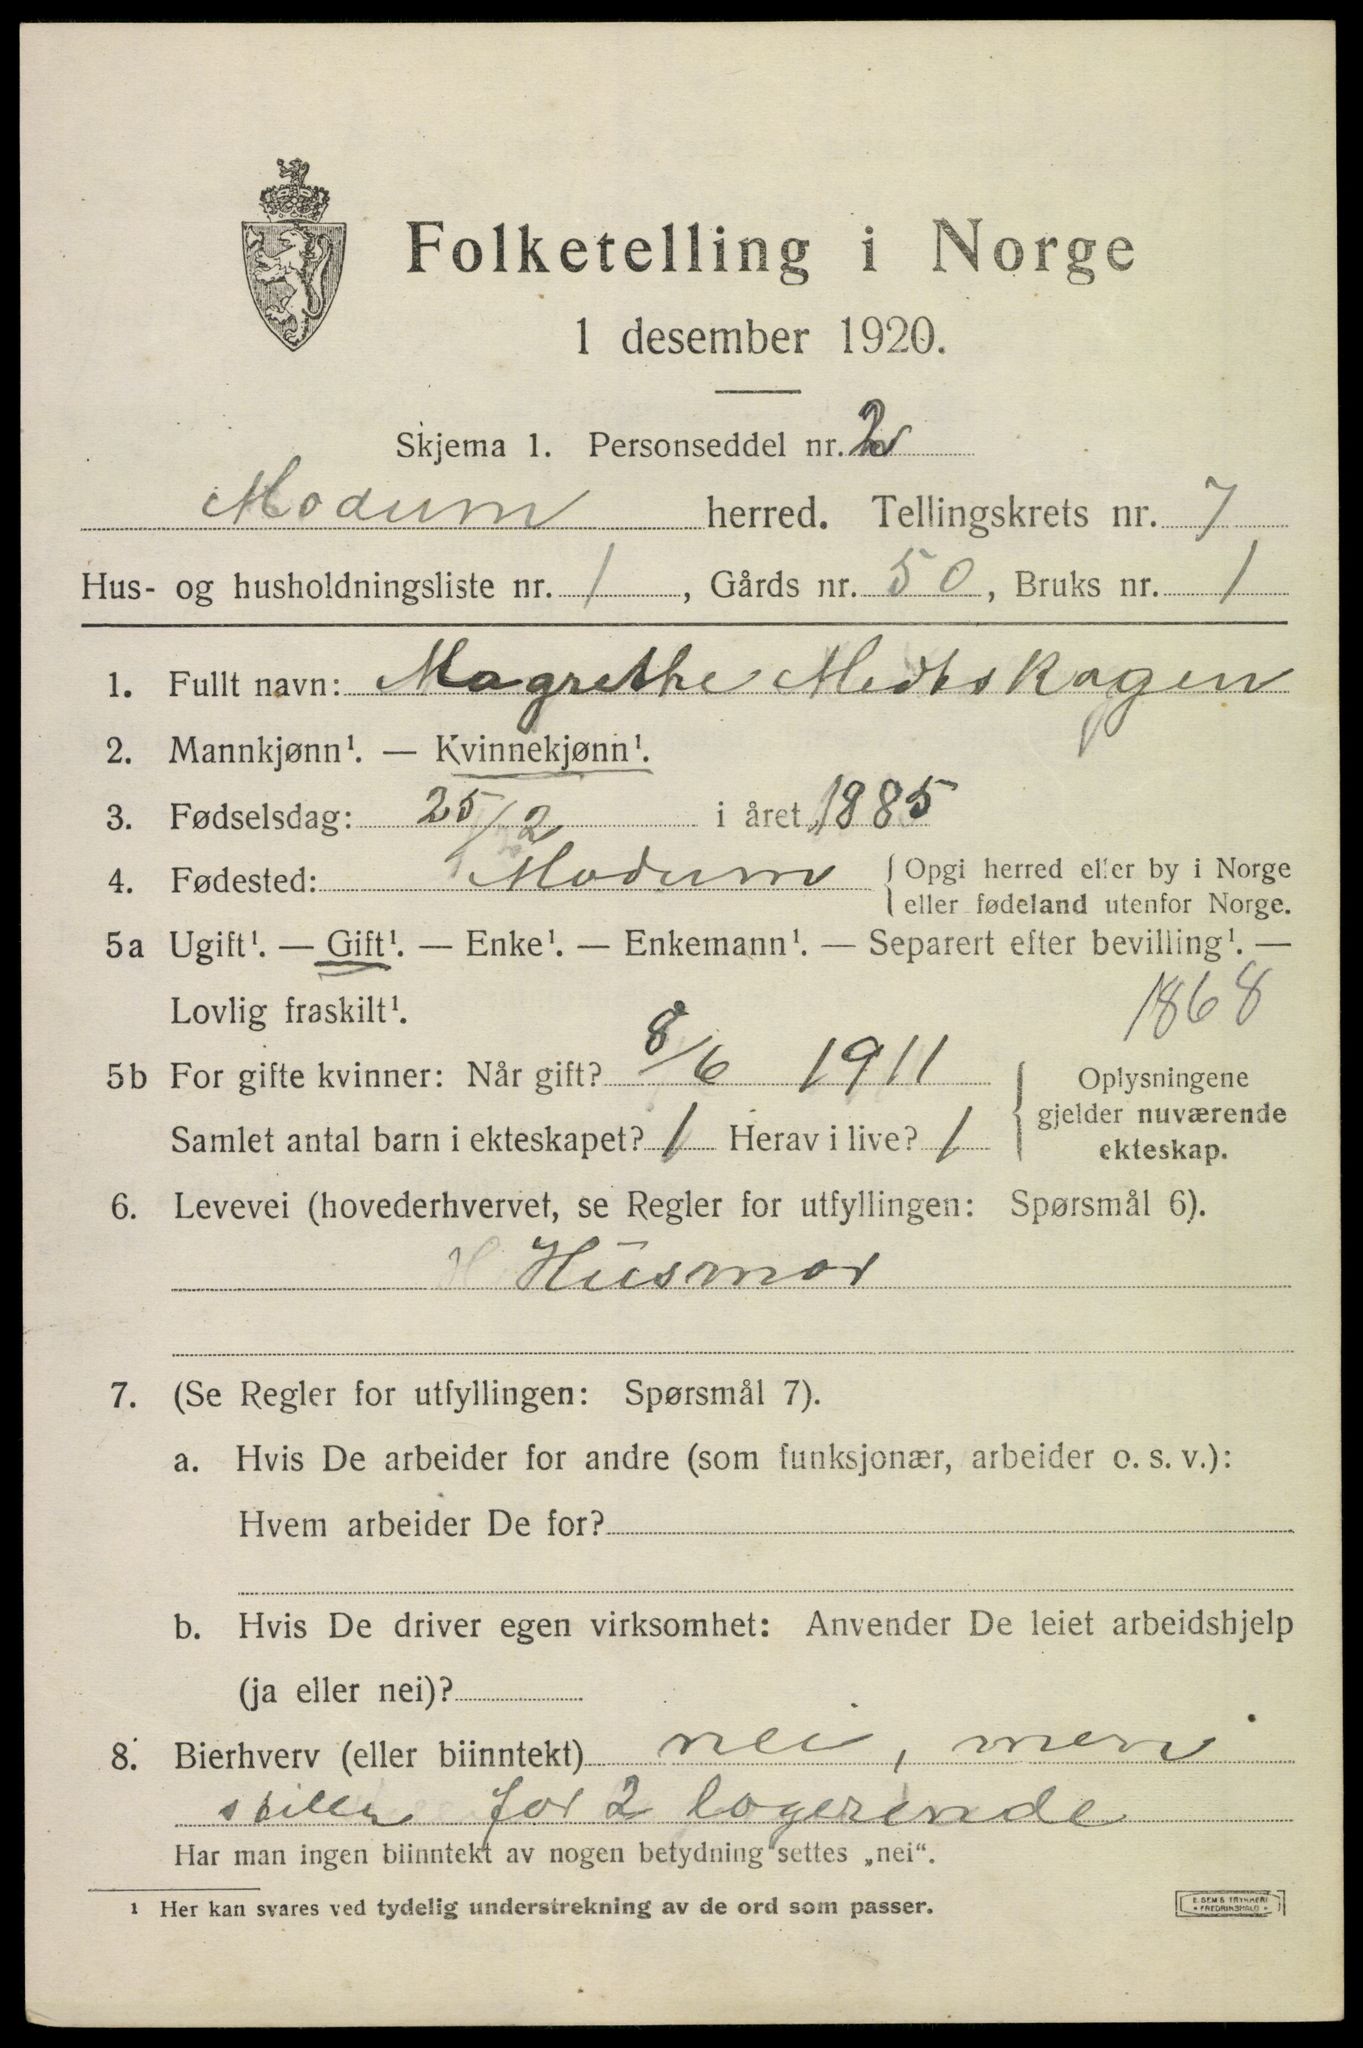 Folketelling i Norge
1 desember 1920.
Skjema 1. Personseddel nr. 2
Modum herred. Tellingskrets nr. 7
Hus- og husholdningsliste nr. 1, Gårds nr. 50, Bruks nr. 1
1. Fullt navn: Magrethe Medtskogen
2. Mannkjønn¹. — Kvinnekjønn¹.
3. Fødselsdag: 25/2 i året 1885
4. Fødested: Modum { Opgi herred eller by i Norge
eller fødeland utenfor Norge.
5a Ugift¹. — Gift¹. — Enke¹. — Enkemann¹. — Separert efter bevilling¹. —
Lovlig fraskilt¹. 1868
5b For gifte kvinner: Når gift? 8/6 1911
Samlet antal barn i ekteskapet? 1 Herav i live? 1
Oplysningene
gjelder nuværende
ekteskap.
6. Levevei (hovederhvervet, se Regler for utfyllingen: Spørsmål 6).
Husmor
7. (Se Regler for utfyllingen: Spørsmål 7).
a. Hvis De arbeider for andre (som funksjonær, arbeider o. s. v.):
Hvem arbeider De for?
b. Hvis De driver egen virksomhet: Anvender De leiet arbeidshjelp
(ja eller nei)?
8. Bierhverv (eller biinntekt) nei, men
for 2 logerende
Har man ingen biinntekt av nogen betydning settes „nei“.
¹ Her kan svares ved tydelig understrekning av de ord som passer.
E. SEM'S TRYKKERI
FREDRIKSHALD